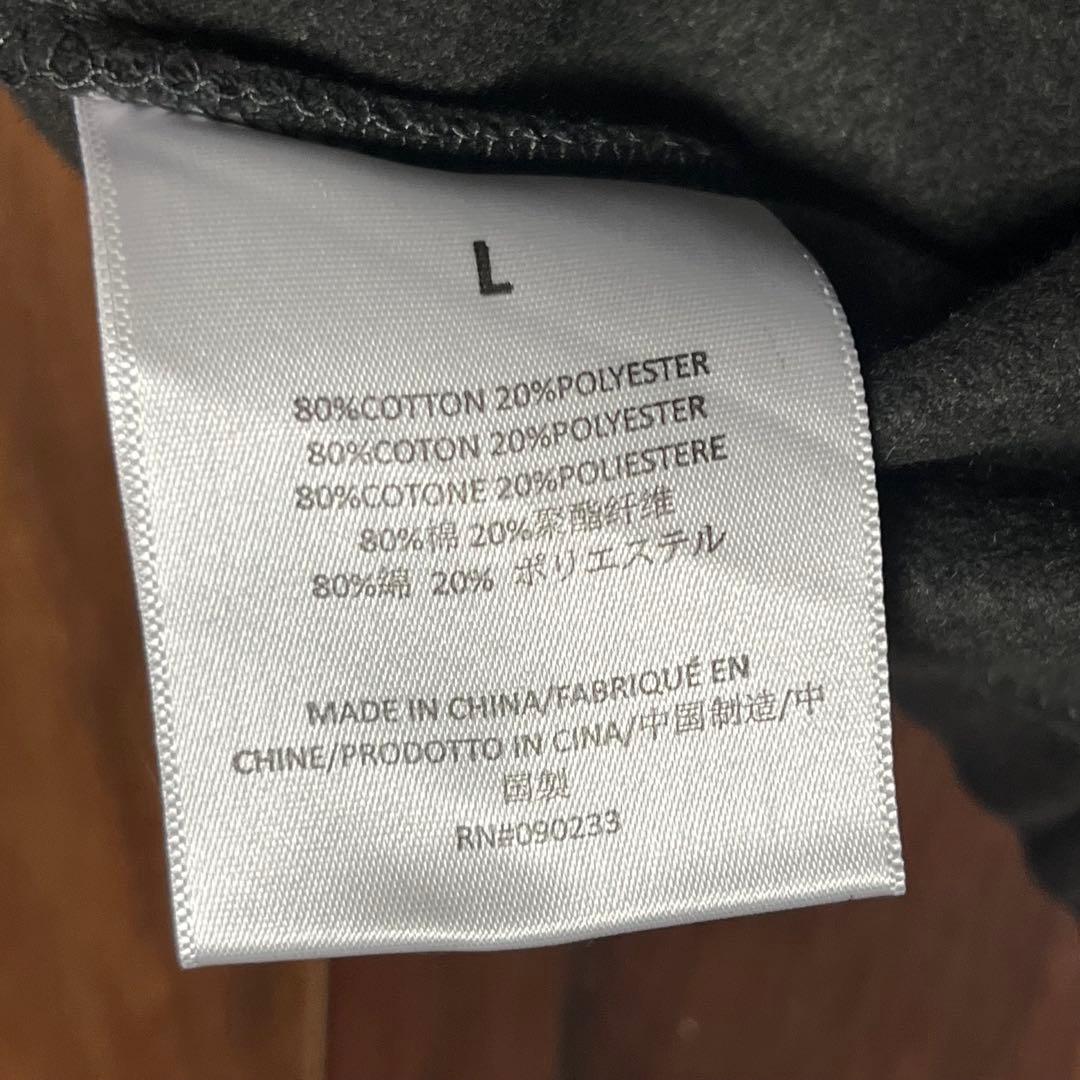 L
80%COTTON 20%POLYESTER
80%COTON 20%POLYESTER
80%COTONE 20%POLIESTERE
80%棉 20%聚酯纤维
80%綿 20% ポリエステル
MADE IN CHINA/FABRIQUÉ EN
CHINE/PRODOTTO IN CINA/中国制造/中
国製
RN#090233